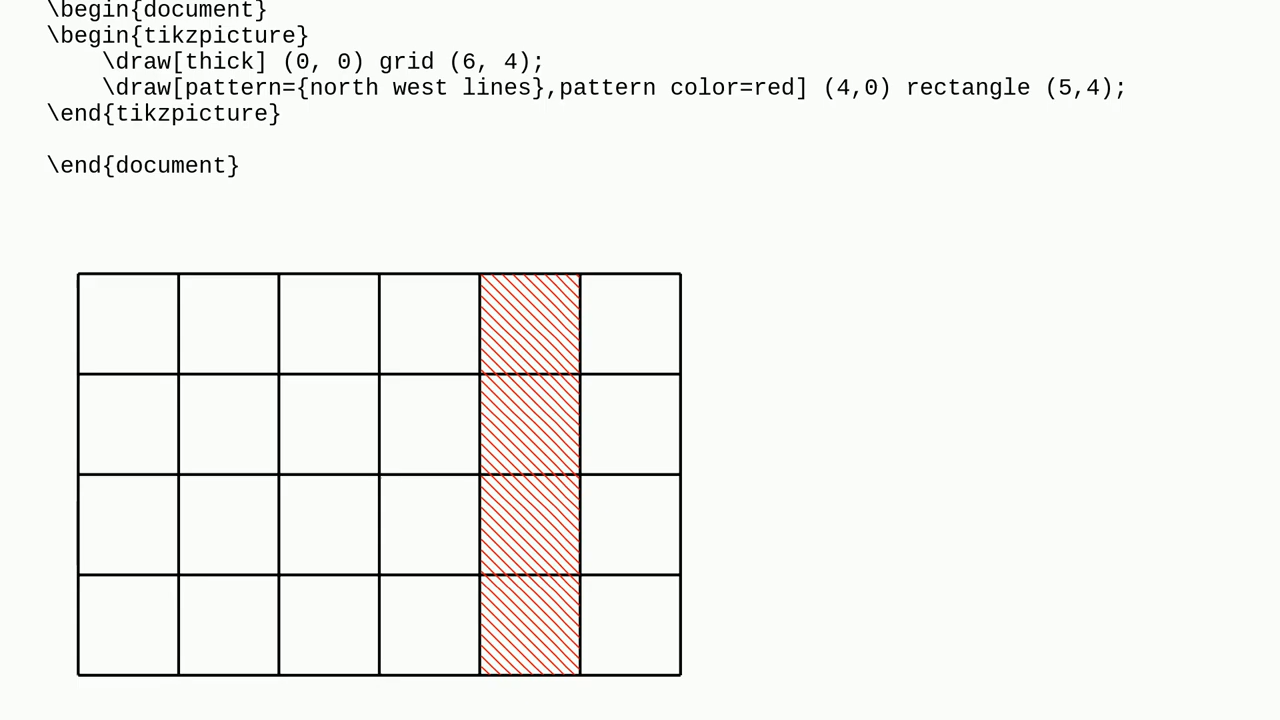 \begin{document}
\begin{tikzpicture}
    \draw[thick] (0, 0) grid (6, 4);
    \draw[pattern={north west lines},pattern color=red] (4,0) rectangle (5,4);
\end{tikzpicture}
\end{document}